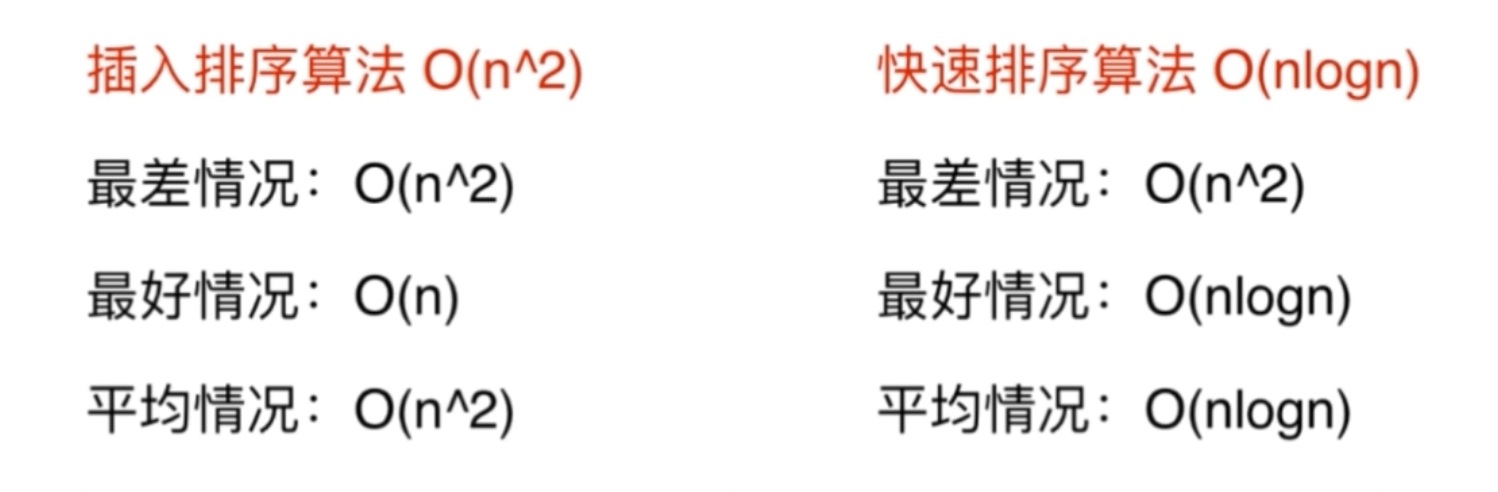 插入排序算法 O(n^2)
最差情况：O(n^2)
最好情况：O(n)
平均情况：O(n^2)
快速排序算法 O(nlogn)
最差情况：O(n^2)
最好情况：O(nlogn)
平均情况：O(nlogn)